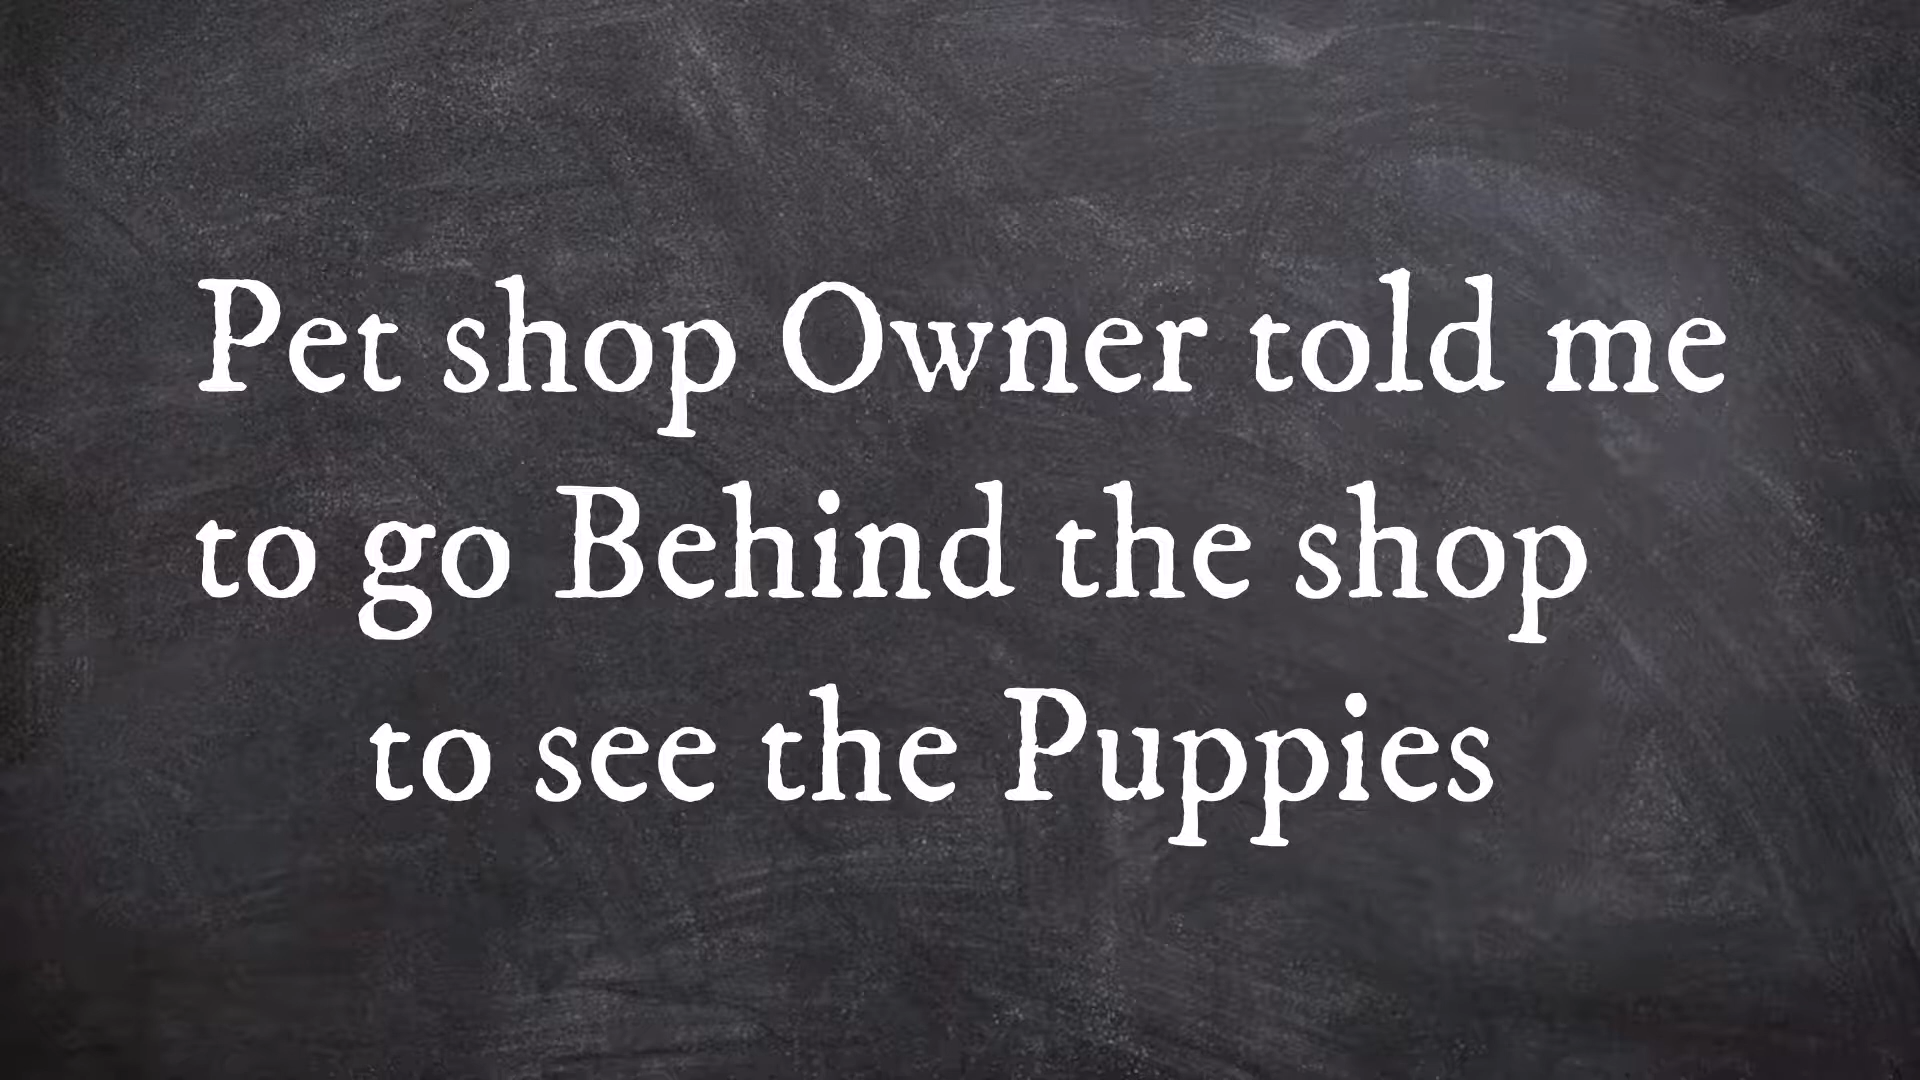 Pet shop Owner told me
to go Behind the shop
to see the Puppies